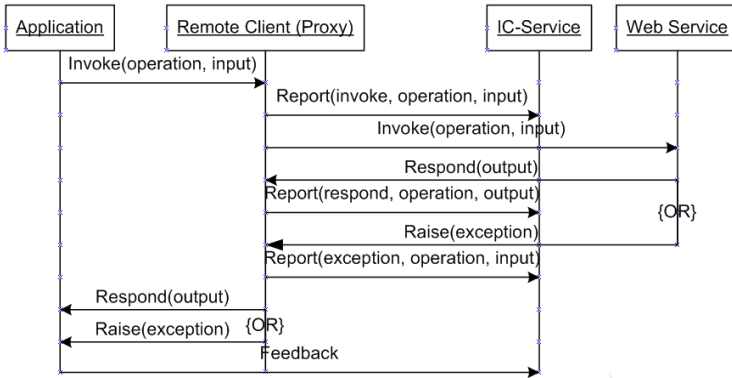 Application
Remote Client (Proxy)
IC-Service
Web Service
Invoke(operation, input)
Report(invoke, operation, input)
Invoke(operation, input)
Respond(output)
Report(respond, operation, output)
{OR}
Raise(exception)
Report(exception, operation, input)
Respond(output)
Raise(exception)
{OR}
Feedback